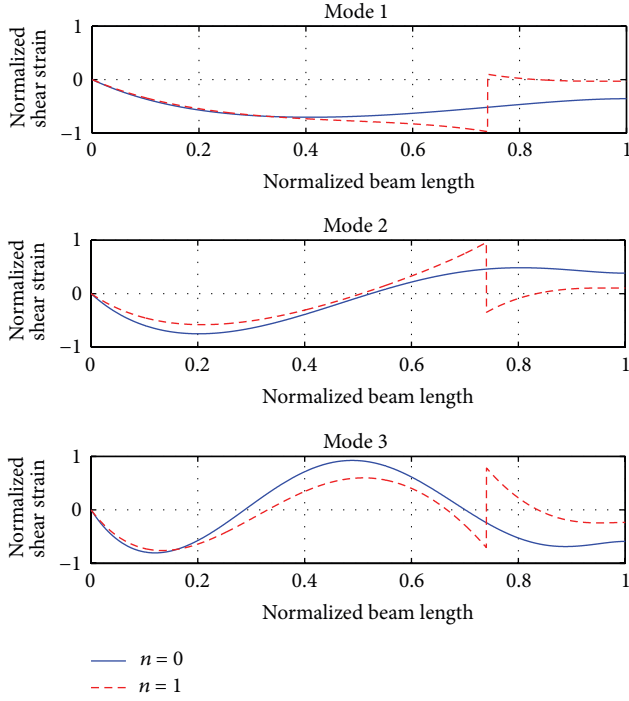 Mode 1
Normalized
shear strain
1
0
−1
0 0.2 0.4 0.6 0.8 1
Normalized beam length
Mode 2
Normalized
shear strain
1
0
−1
0 0.2 0.4 0.6 0.8 1
Normalized beam length
Mode 3
Normalized
shear strain
1
0
−1
0 0.2 0.4 0.6 0.8 1
Normalized beam length
n = 0
n = 1